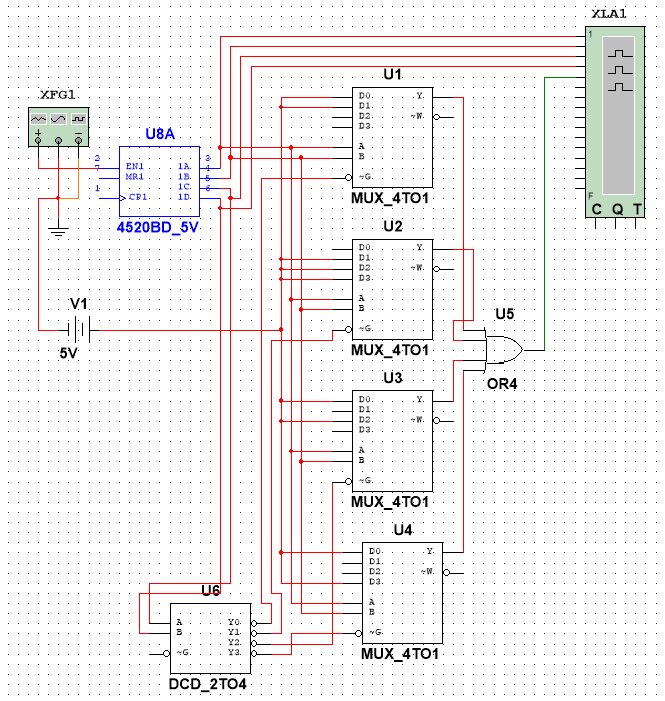 XLA1
1
F
C Q T
XFG1
+ −
U8A
2 EN1 1A 3
7 MR1 1B 4
1C 5
1 CP1 1D 6
4520BD_5V
V1
5V
U1
D0 Y
D1
D2 ~W
D3
A
B
~G
MUX_4TO1
U2
D0 Y
D1
D2 ~W
D3
A
B
~G
MUX_4TO1
U5
OR4
U3
D0 Y
D1
D2 ~W
D3
A
B
~G
MUX_4TO1
U4
D0 Y
D1
D2 ~W
D3
A
B
~G
MUX_4TO1
U6
A Y0
B Y1
Y2
~G Y3
DCD_2TO4